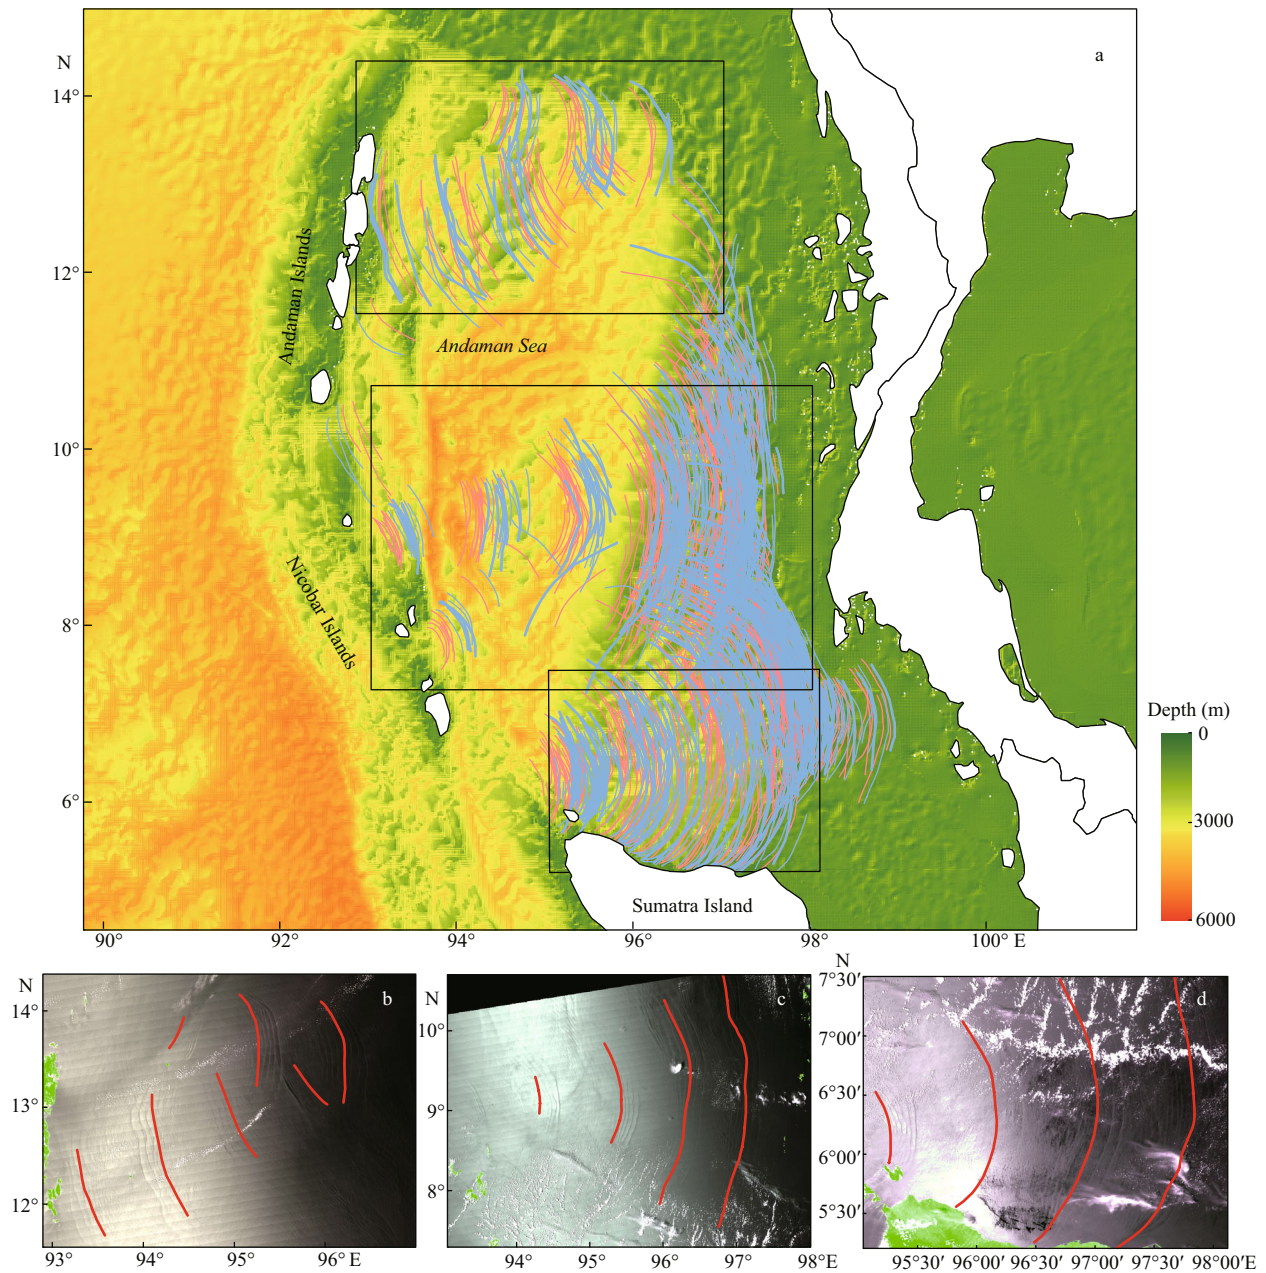 a
N
14°
12°
10°
8°
6°
90°
92°
94°
96°
98°
100° E
Andaman Islands
Andaman Sea
Nicobar Islands
Sumatra Island
Depth (m)
0
3000
6000
N
b
14°
13°
12°
93°
94°
95°
96° E
N
c
10°
9°
8°
94°
95°
96°
97°
98°E
N
d
7°30′
7°00′
6°30′
6°00′
5°30′
95°30′
96°00′
96°30′
97°00′
97°30′
98°00′E